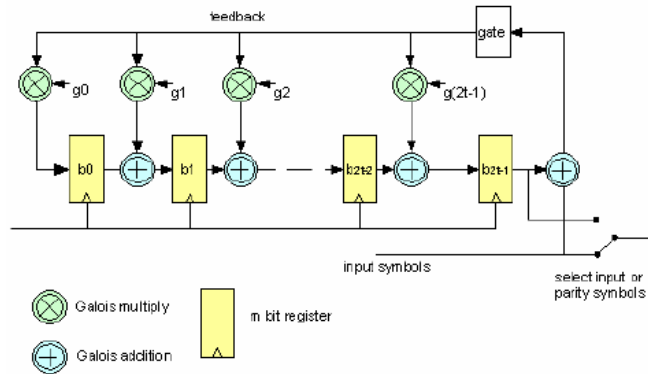 feedback
gate
g0
g1
g2
g(2t-1)
b0
b1
b2t-2
b2t-1
input symbols
select input or
parity symbols
Galois multiply
m bit register
Galois addition